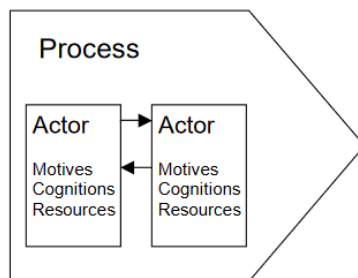 Process
Actor
Motives
Cognitions
Resources
Actor
Motives
Cognitions
Resources